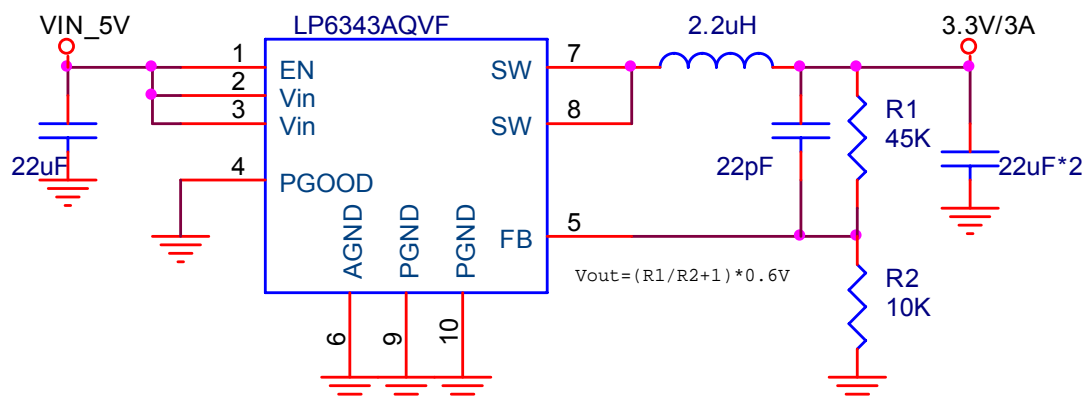 VIN_5V
LP6343AQVF
2.2uH
3.3V/3A
1
EN
2
Vin
3
Vin
4
PGOOD
7
SW
8
SW
5
FB
AGND
PGND
PGND
6
9
10
22uF
22pF
R1
45K
22uF*2
Vout=(R1/R2+1)*0.6V
R2
10K